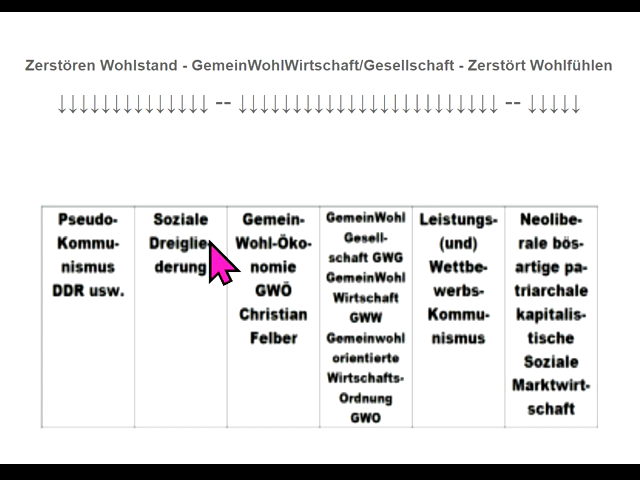 Zerstören Wohlstand - GemeinWohlWirtschaft/Gesellschaft - Zerstört Wohlfühlen
↓↓↓↓↓↓↓↓↓↓↓↓↓↓ -- ↓↓↓↓↓↓↓↓↓↓↓↓↓↓↓↓↓↓↓↓↓↓↓↓ -- ↓↓↓↓↓
Pseudo-
Kommu-
nismus
DDR usw.
Soziale
Dreiglie-
derung
Gemein-
Wohl-Öko-
nomie
GWÖ
Christian
Felber
GemeinWohl
Gesell-
schaft GWG
GemeinWohl
Wirtschaft
GWW
Gemeinwohl
orientierte
Wirtschafts-
Ordnung
GWO
Leistungs-
(und)
Wettbe-
werbs-
Kommu-
nismus
Neolibe-
rale bös-
artige pa-
triarchale
kapitalis-
tische
Soziale
Marktwirt-
schaft